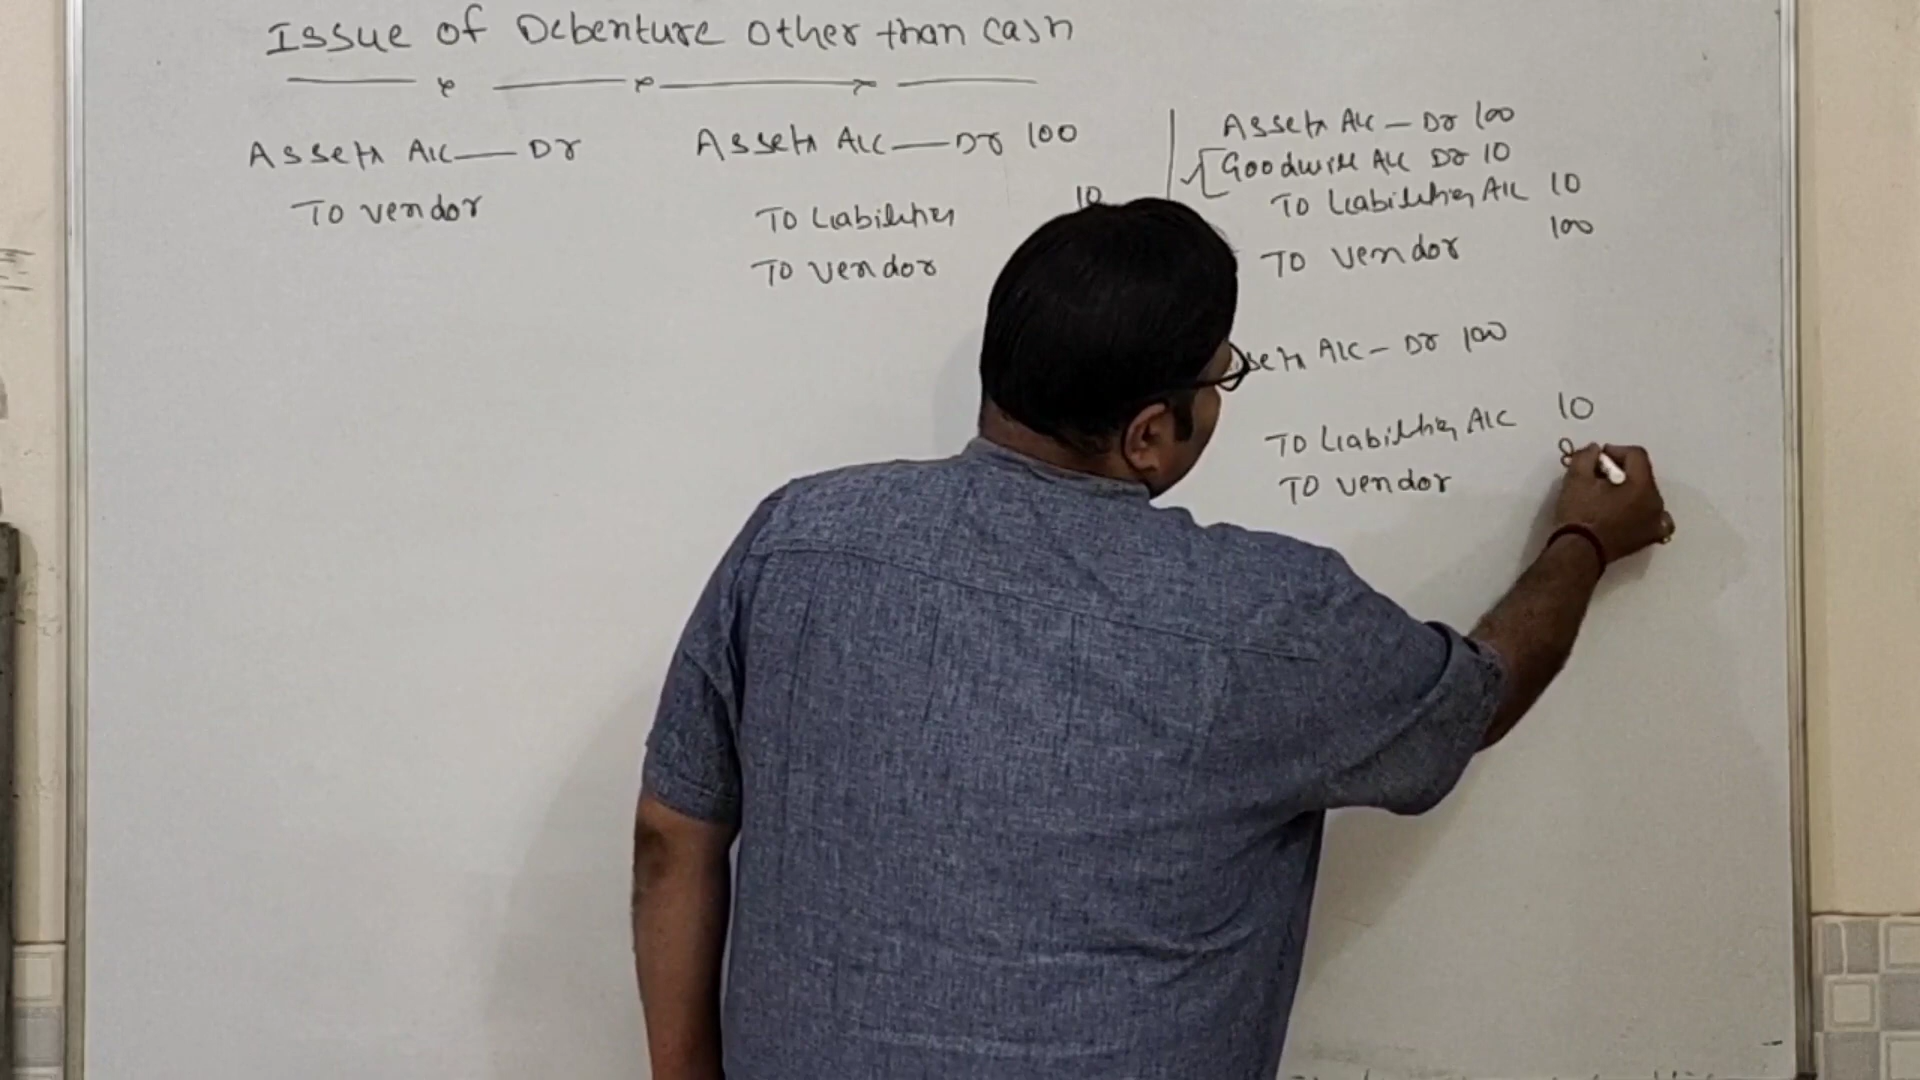 Issue of Debenture other than cash
Assets A/c — Dr
To vendor
Assets A/c — Dr 100
To Liabilities 10
To vendor
Assets A/c — Dr 100
Goodwill A/c Dr 10
To Liabilities A/c 10
To vendor 100
A/c — Dr 100
To Liabilities A/c 10
To vendor